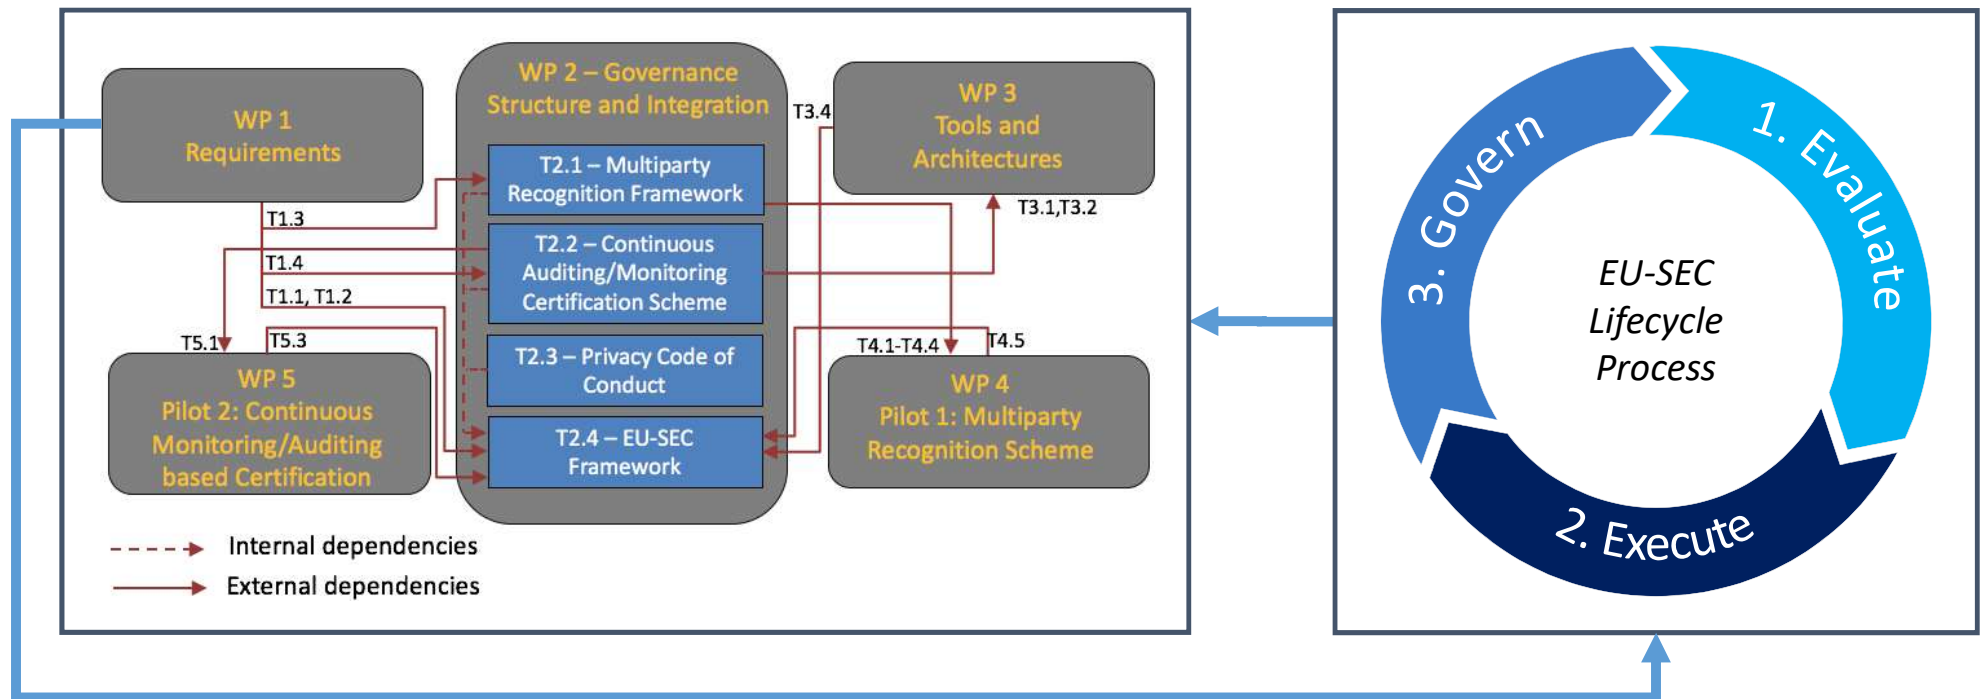 WP 1
Requirements
WP 2 – Governance
Structure and Integration
T2.1 – Multiparty
Recognition Framework
T2.2 – Continuous
Auditing/Monitoring
Certification Scheme
T2.3 – Privacy Code of
Conduct
T2.4 – EU-SEC
Framework
WP 3
Tools and
Architectures
T3.4
T3.1,T3.2
T1.3
T1.4
T1.1, T1.2
T5.1
T5.3
T4.1-T4.4
T4.5
WP 5
Pilot 2: Continuous
Monitoring/Auditing
based Certification
WP 4
Pilot 1: Multiparty
Recognition Scheme
Internal dependencies
External dependencies
1. Evaluate
2. Execute
3. Govern
EU-SEC
Lifecycle
Process